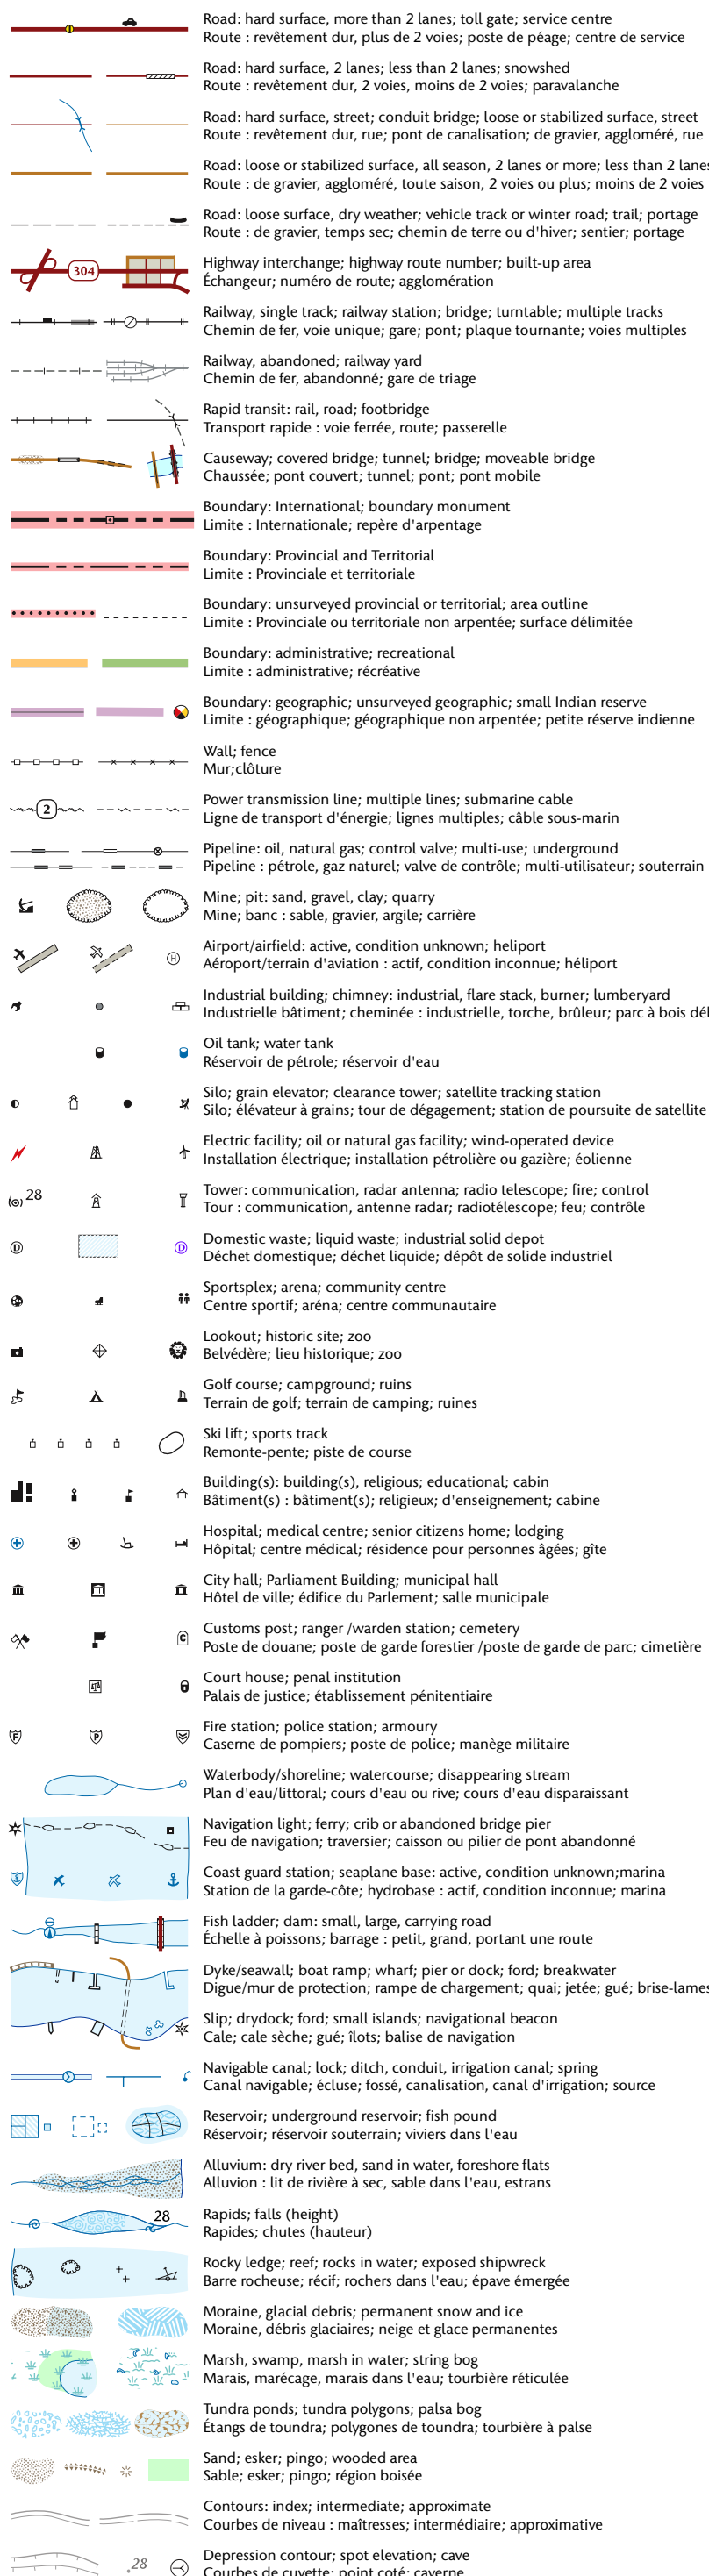 Road: hard surface, more than 2 lanes; toll gate; service centre
Route : revêtement dur, plus de 2 voies; poste de péage; centre de service
Road: hard surface, 2 lanes; less than 2 lanes; snowshed
Route : revêtement dur, 2 voies, moins de 2 voies; paravalanche
Road: hard surface, street; conduit bridge; loose or stabilized surface, street
Route : revêtement dur, rue; pont de canalisation; de gravier, aggloméré, rue
Road: loose or stabilized surface, all season, 2 lanes or more; less than 2 lanes
Route : de gravier, aggloméré, toute saison, 2 voies ou plus; moins de 2 voies
Road: loose surface, dry weather; vehicle track or winter road; trail; portage
Route : de gravier, temps sec; chemin de terre ou d'hiver; sentier; portage
304
Highway interchange; highway route number; built-up area
Échangeur; numéro de route; agglomération
Railway, single track; railway station; bridge; turntable; multiple tracks
Chemin de fer, voie unique; gare; pont; plaque tournante; voies multiples
Railway, abandoned; railway yard
Chemin de fer, abandonné; gare de triage
Rapid transit: rail, road; footbridge
Transport rapide : voie ferrée, route; passerelle
Causeway; covered bridge; tunnel; bridge; moveable bridge
Chaussée; pont couvert; tunnel; pont; pont mobile
Boundary: International; boundary monument
Limite : Internationale; repère d'arpentage
Boundary: Provincial and Territorial
Limite : Provinciale et territoriale
Boundary: unsurveyed provincial or territorial; area outline
Limite : Provinciale ou territoriale non arpentée; surface délimitée
Boundary: administrative; recreational
Limite : administrative; récréative
Boundary: geographic; unsurveyed geographic; small Indian reserve
Limite : géographique; géographique non arpentée; petite réserve indienne
Wall; fence
Mur;clôture
2
Power transmission line; multiple lines; submarine cable
Ligne de transport d'énergie; lignes multiples; câble sous-marin
Pipeline: oil, natural gas; control valve; multi-use; underground
Pipeline : pétrole, gaz naturel; valve de contrôle; multi-utilisateur; souterrain
Mine; pit: sand, gravel, clay; quarry
Mine; banc : sable, gravier, argile; carrière
H
Airport/airfield: active, condition unknown; heliport
Aéroport/terrain d'aviation : actif, condition inconnue; héliport
Industrial building; chimney: industrial, flare stack, burner; lumberyard
Industrielle bâtiment; cheminée : industrielle, torche, brûleur; parc à bois
Oil tank; water tank
Réservoir de pétrole; réservoir d'eau
Silo; grain elevator; clearance tower; satellite tracking station
Silo; élévateur à grains; tour de dégagement; station de poursuite de satellite
Electric facility; oil or natural gas facility; wind-operated device
Installation électrique; installation pétrolière ou gazière; éolienne
28
Tower: communication, radar antenna; radio telescope; fire; control
Tour : communication, antenne radar; radiotélescope; feu; contrôle
D D
Domestic waste; liquid waste; industrial solid depot
Déchet domestique; déchet liquide; dépôt de solide industriel
Sportsplex; arena; community centre
Centre sportif; aréna; centre communautaire
Lookout; historic site; zoo
Belvédère; lieu historique; zoo
Golf course; campground; ruins
Terrain de golf; terrain de camping; ruines
Ski lift; sports track
Remonte-pente; piste de course
Building(s): building(s), religious; educational; cabin
Bâtiment(s) : bâtiment(s); religieux; d'enseignement; cabine
Hospital; medical centre; senior citizens home; lodging
Hôpital; centre médical; résidence pour personnes âgées; gîte
City hall; Parliament Building; municipal hall
Hôtel de ville; édifice du Parlement; salle municipale
C
Customs post; ranger /warden station; cemetery
Poste de douane; poste de garde forestier /poste de garde de parc; cimetière
Court house; penal institution
Palais de justice; établissement pénitentiaire
F P
Fire station; police station; armoury
Caserne de pompiers; poste de police; manège militaire
Waterbody/shoreline; watercourse; disappearing stream
Plan d'eau/littoral; cours d'eau ou rive; cours d'eau disparaissant
Navigation light; ferry; crib or abandoned bridge pier
Feu de navigation; traversier; caisson ou pilier de pont abandonné
Coast guard station; seaplane base: active, condition unknown;marina
Station de la garde-côte; hydrobase : actif, condition inconnue; marina
Fish ladder; dam: small, large, carrying road
Échelle à poissons; barrage : petit, grand, portant une route
Dyke/seawall; boat ramp; wharf; pier or dock; ford; breakwater
Digue/mur de protection; rampe de chargement; quai; jetée; gué; brise-lames
Slip; drydock; ford; small islands; navigational beacon
Cale; cale sèche; gué; îlots; balise de navigation
Navigable canal; lock; ditch, conduit, irrigation canal; spring
Canal navigable; écluse; fossé, canalisation, canal d'irrigation; source
Reservoir; underground reservoir; fish pound
Réservoir; réservoir souterrain; viviers dans l'eau
Alluvium: dry river bed, sand in water, foreshore flats
Alluvion : lit de rivière à sec, sable dans l'eau, estrans
28
Rapids; falls (height)
Rapides; chutes (hauteur)
Rocky ledge; reef; rocks in water; exposed shipwreck
Barre rocheuse; récif; rochers dans l'eau; épave émergée
Moraine, glacial debris; permanent snow and ice
Moraine, débris glaciaires; neige et glace permanentes
Marsh, swamp, marsh in water; string bog
Marais, marécage, marais dans l'eau; tourbière réticulée
Tundra ponds; tundra polygons; palsa bog
Étangs de toundra; polygones de toundra; tourbière à palse
Sand; esker; pingo; wooded area
Sable; esker; pingo; région boisée
Contours: index; intermediate; approximate
Courbes de niveau : maîtresses; intermédiaire; approximative
.28
Depression contour; spot elevation; cave
Courbes de cuvette; point coté; caverne